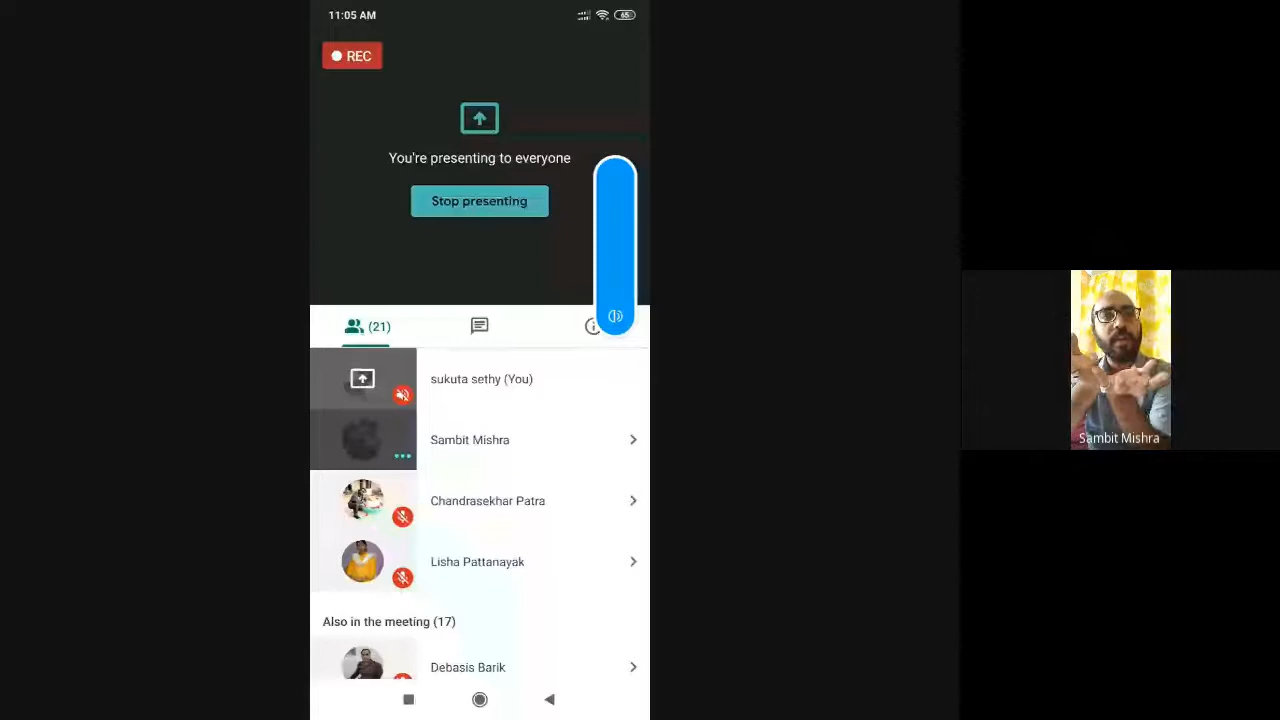 11:05 AM
65
REC
You're presenting to everyone
Stop presenting
(21)
sukuta sethy (You)
Sambit Mishra
Chandrasekhar Patra
Lisha Pattanayak
Also in the meeting (17)
Debasis Barik
Sambit Mishra